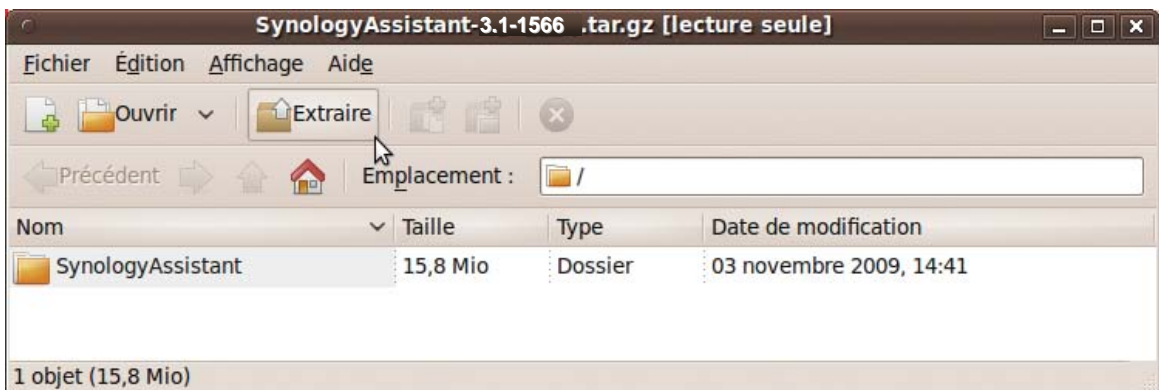 SynologyAssistant-3.1-1566 .tar.gz [lecture seule]
Fichier Édition Affichage Aide
Ouvrir Extraire
Précédent Emplacement : /
Nom Taille Type Date de modification
SynologyAssistant 15,8 Mio Dossier 03 novembre 2009, 14:41
1 objet (15,8 Mio)